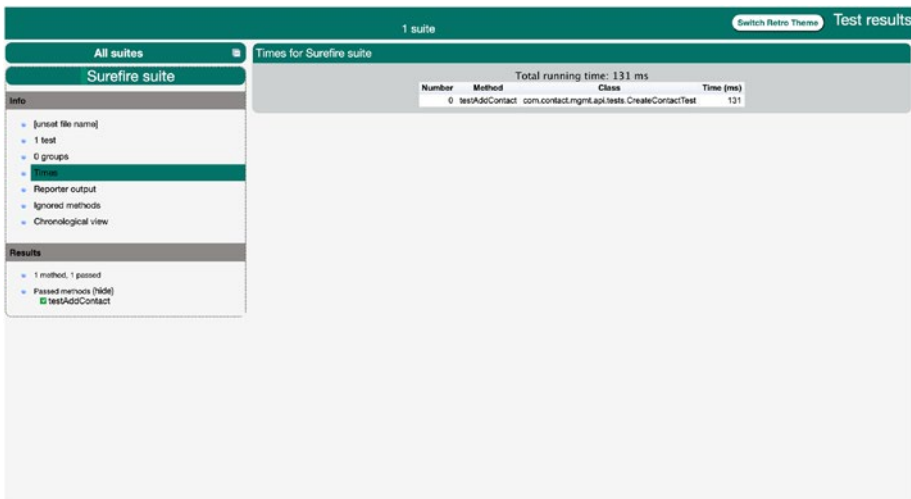 1 suite
Switch Retro Theme
Test results
All suites
Surefire suite
Info
[unset file name]
1 test
0 groups
Times
Reporter output
Ignored methods
Chronological view
Results
1 method, 1 passed
Passed methods (hide)
testAddContact
Times for Surefire suite
Total running time: 131 ms
Number Method Class Time (ms)
0 testAddContact com.contact.mgmt.api.tests.CreateContactTest 131